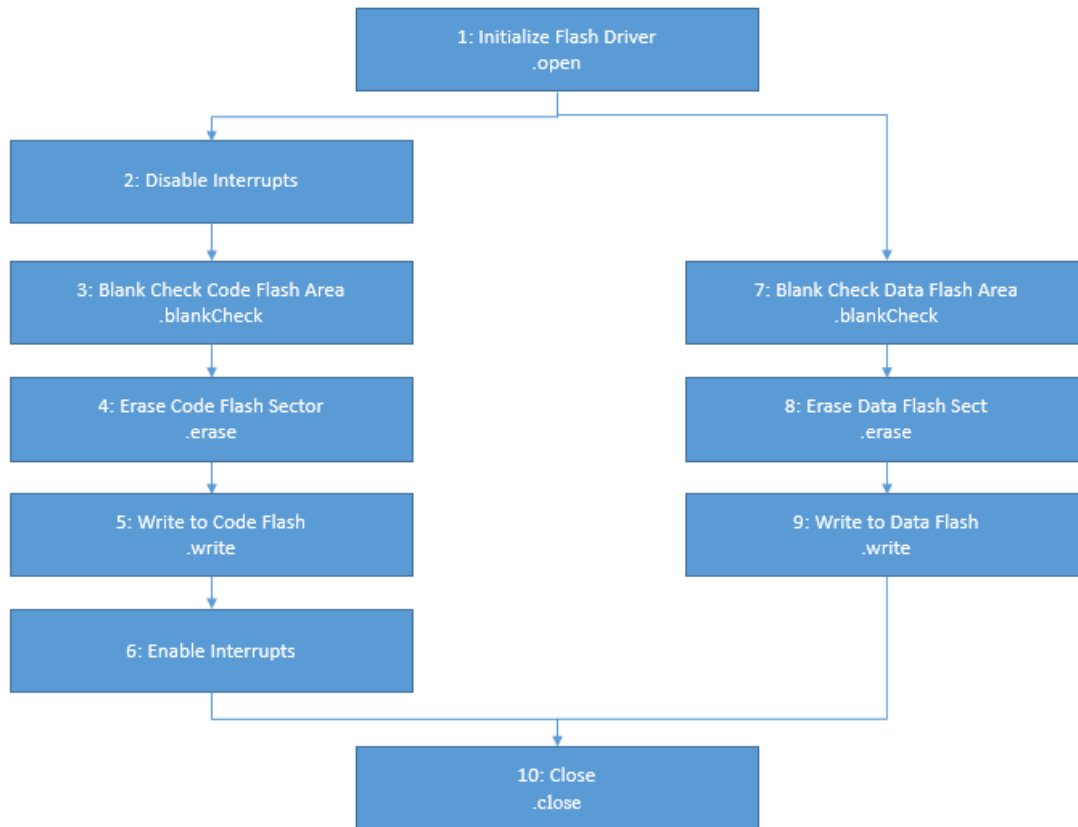 1: Initialize Flash Driver
.open
2: Disable Interrupts
3: Blank Check Code Flash Area
.blankCheck
4: Erase Code Flash Sector
.erase
5: Write to Code Flash
.write
6: Enable Interrupts
7: Blank Check Data Flash Area
.blankCheck
8: Erase Data Flash Sect
.erase
9: Write to Data Flash
.write
10: Close
.close